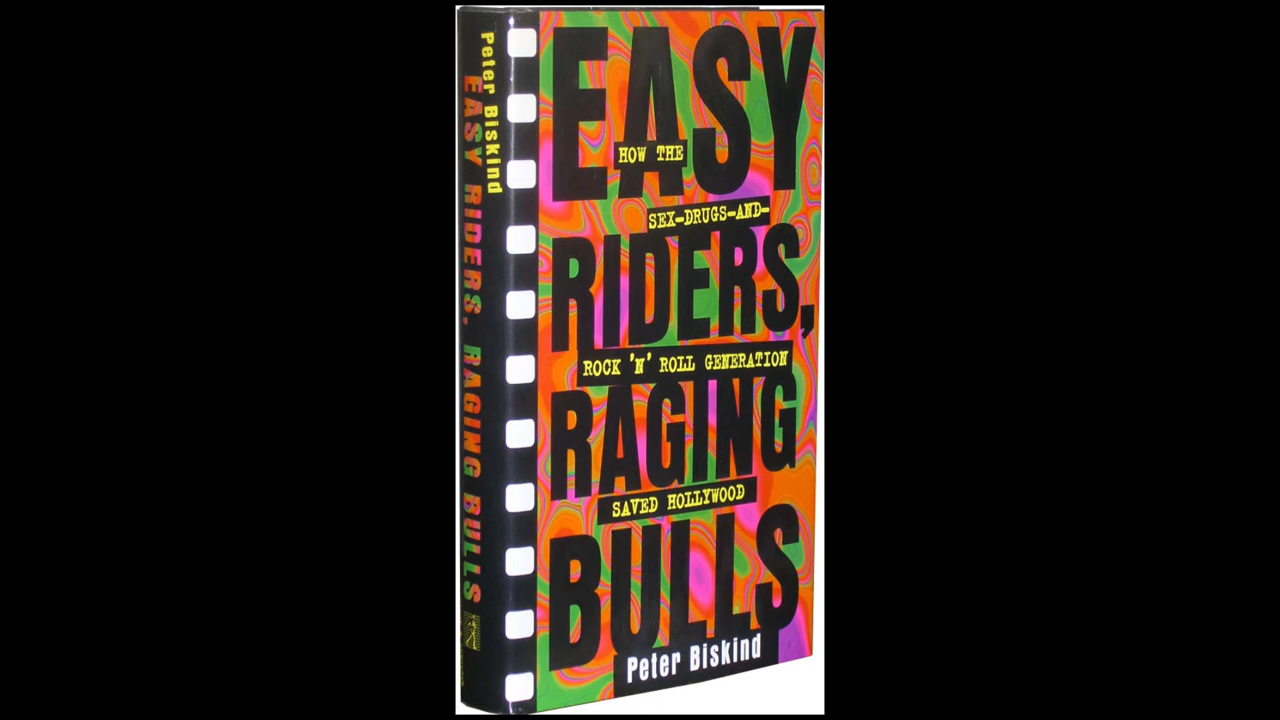 Peter Biskind
EASY RIDERS, RAGING BULLS
EASY
HOW THE
SEX-DRUGS-AND-
RIDERS,
ROCK 'N' ROLL GENERATION
RAGING
SAVED HOLLYWOOD
BULLS
Peter Biskind